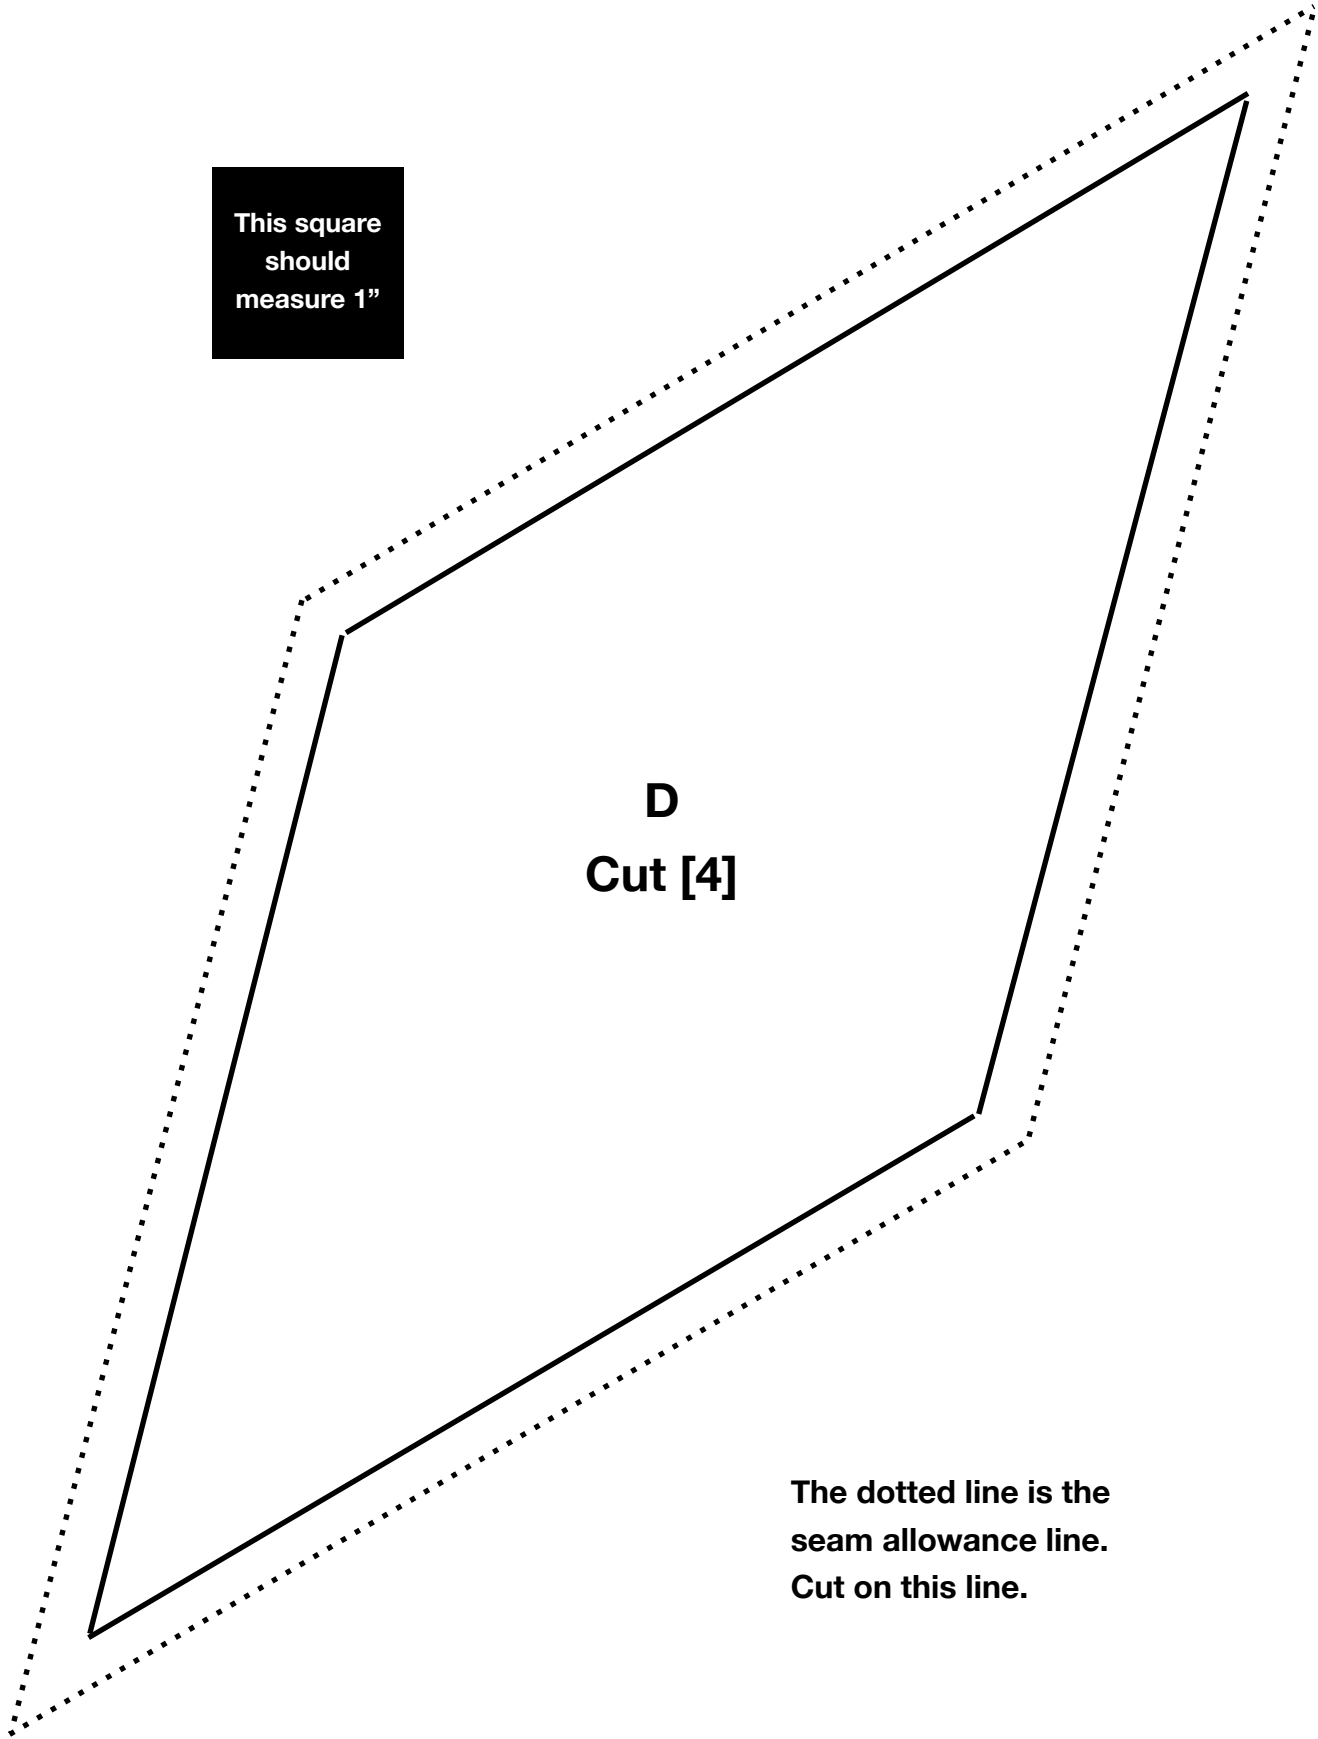 This square
should
measure 1”
D
Cut [4]
The dotted line is the
seam allowance line.
Cut on this line.